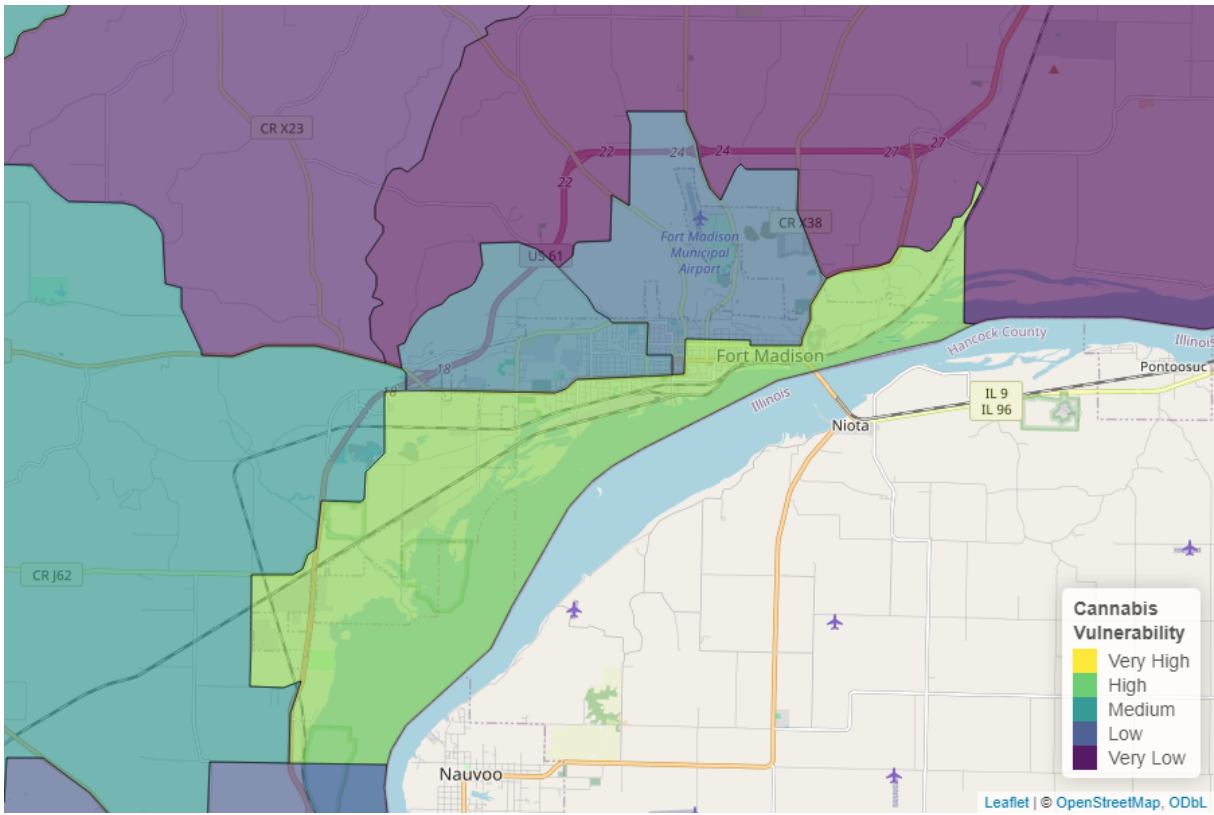 CR X23
22
24
24
27
27
22
CR X38
Fort Madison
Municipal
Airport
US 61
Hancock County
Illinois
Fort Madison
18
Pontoosuc
18
Illinois
IL 9
IL 96
Niota
CR J62
Cannabis
Vulnerability
Very High
High
Medium
Low
Very Low
Nauvoo
Leaflet | © OpenStreetMap, ODbL